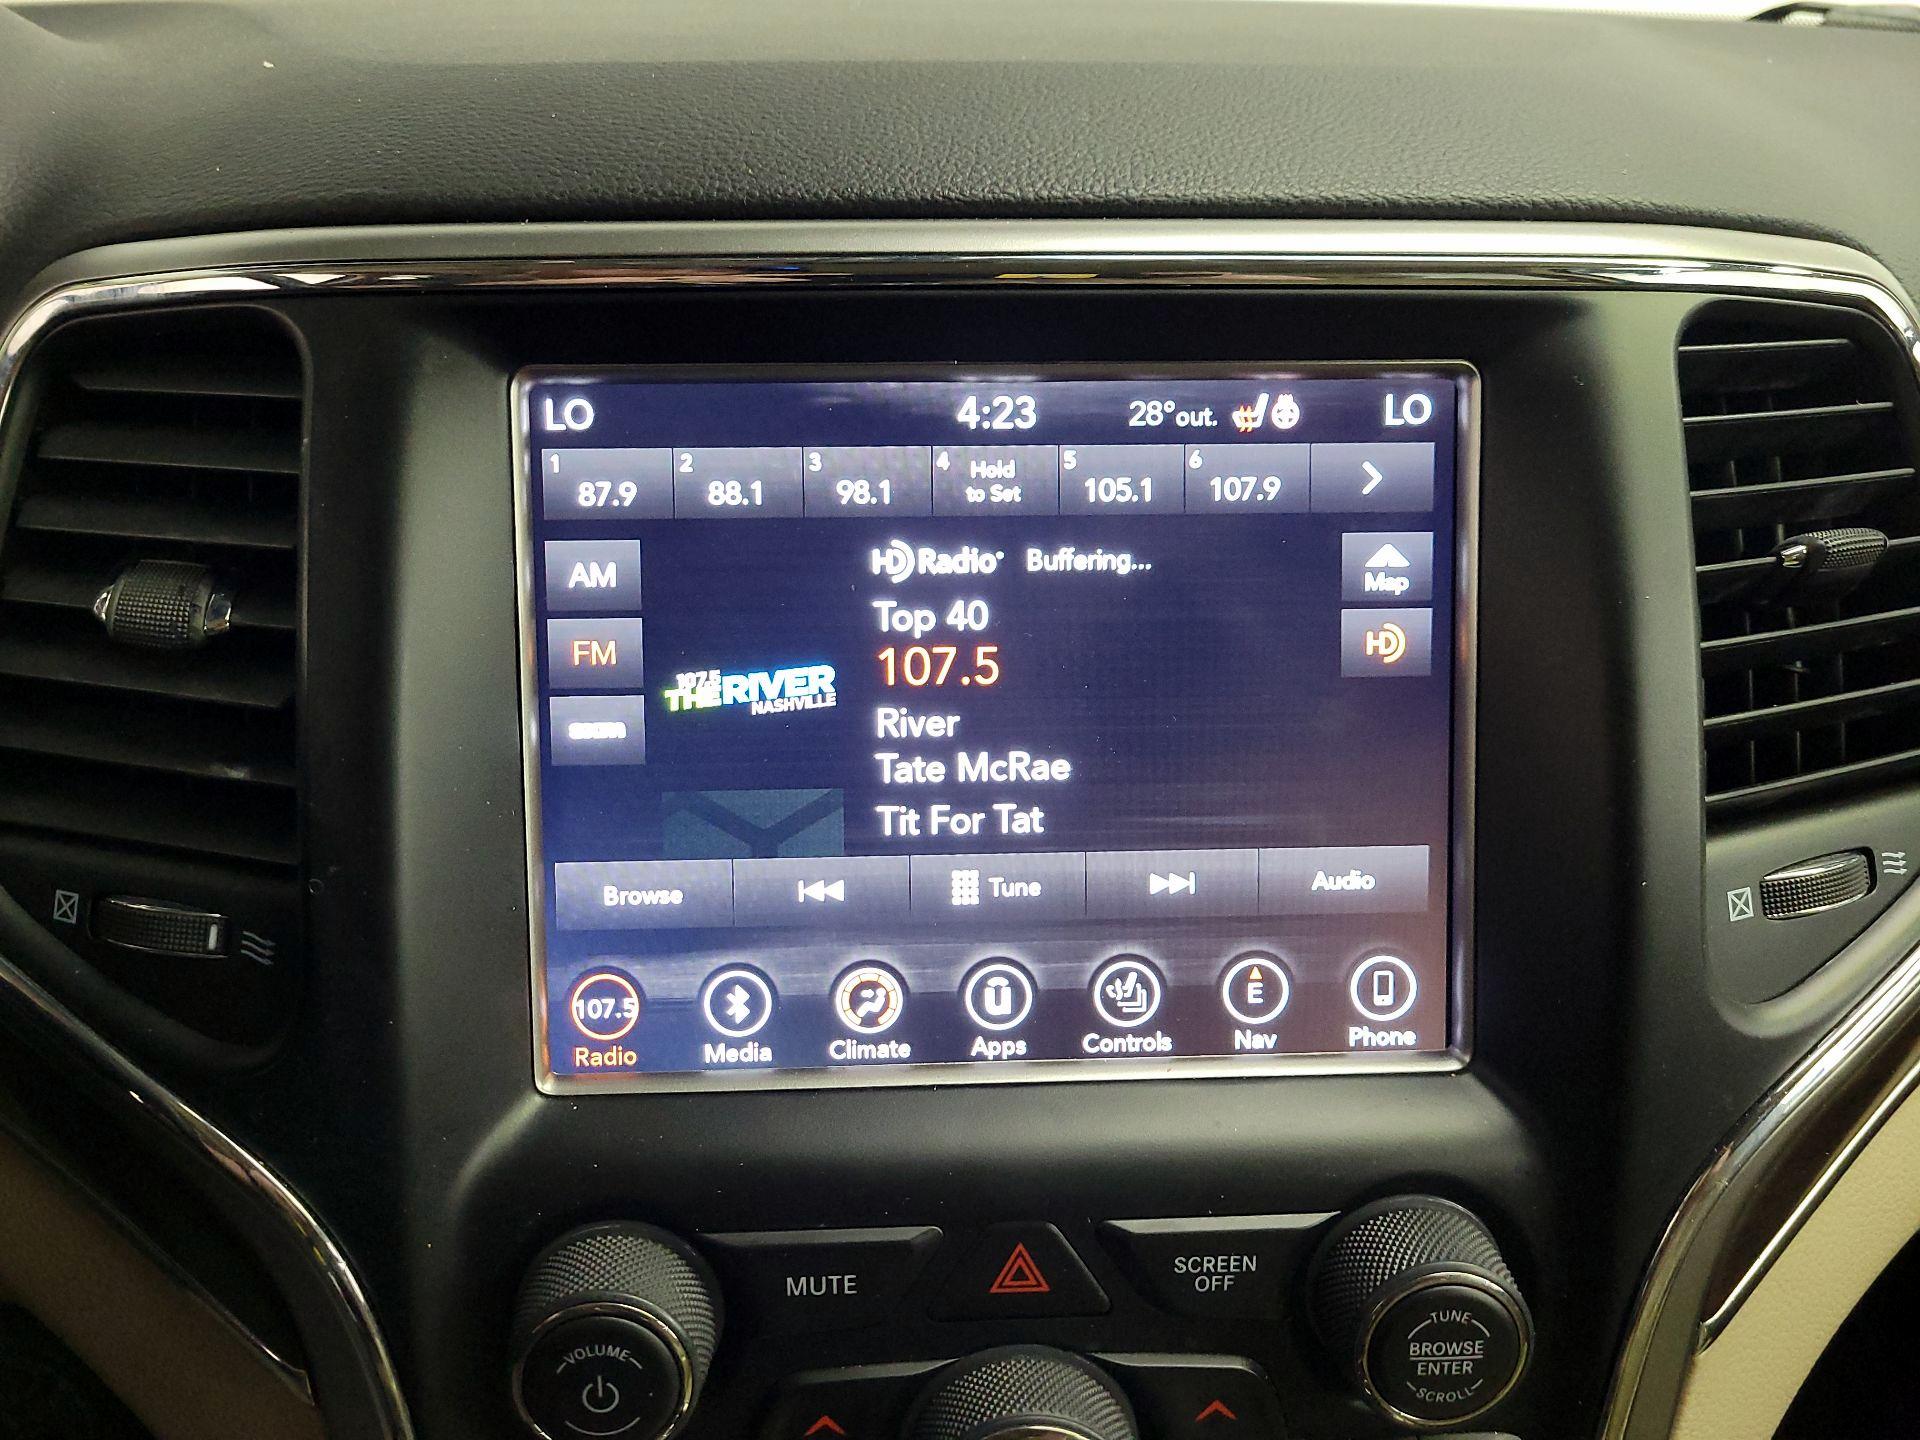 LO 4:23 28° out. LO
1 87.9 2 88.1 3 98.1 4 Hold to Set 5 105.1 6 107.9
HD Radio Buffering...
AM
Map
Top 40
FM
107.5
HD
107.5
THE RIVER
NASHVILLE
River
Tate McRae
Tit For Tat
Browse Tune Audio
107.5 E
Radio Media Climate Apps Controls Nav Phone
MUTE
SCREEN
OFF
VOLUME
TUNE
BROWSE
ENTER
SCROLL